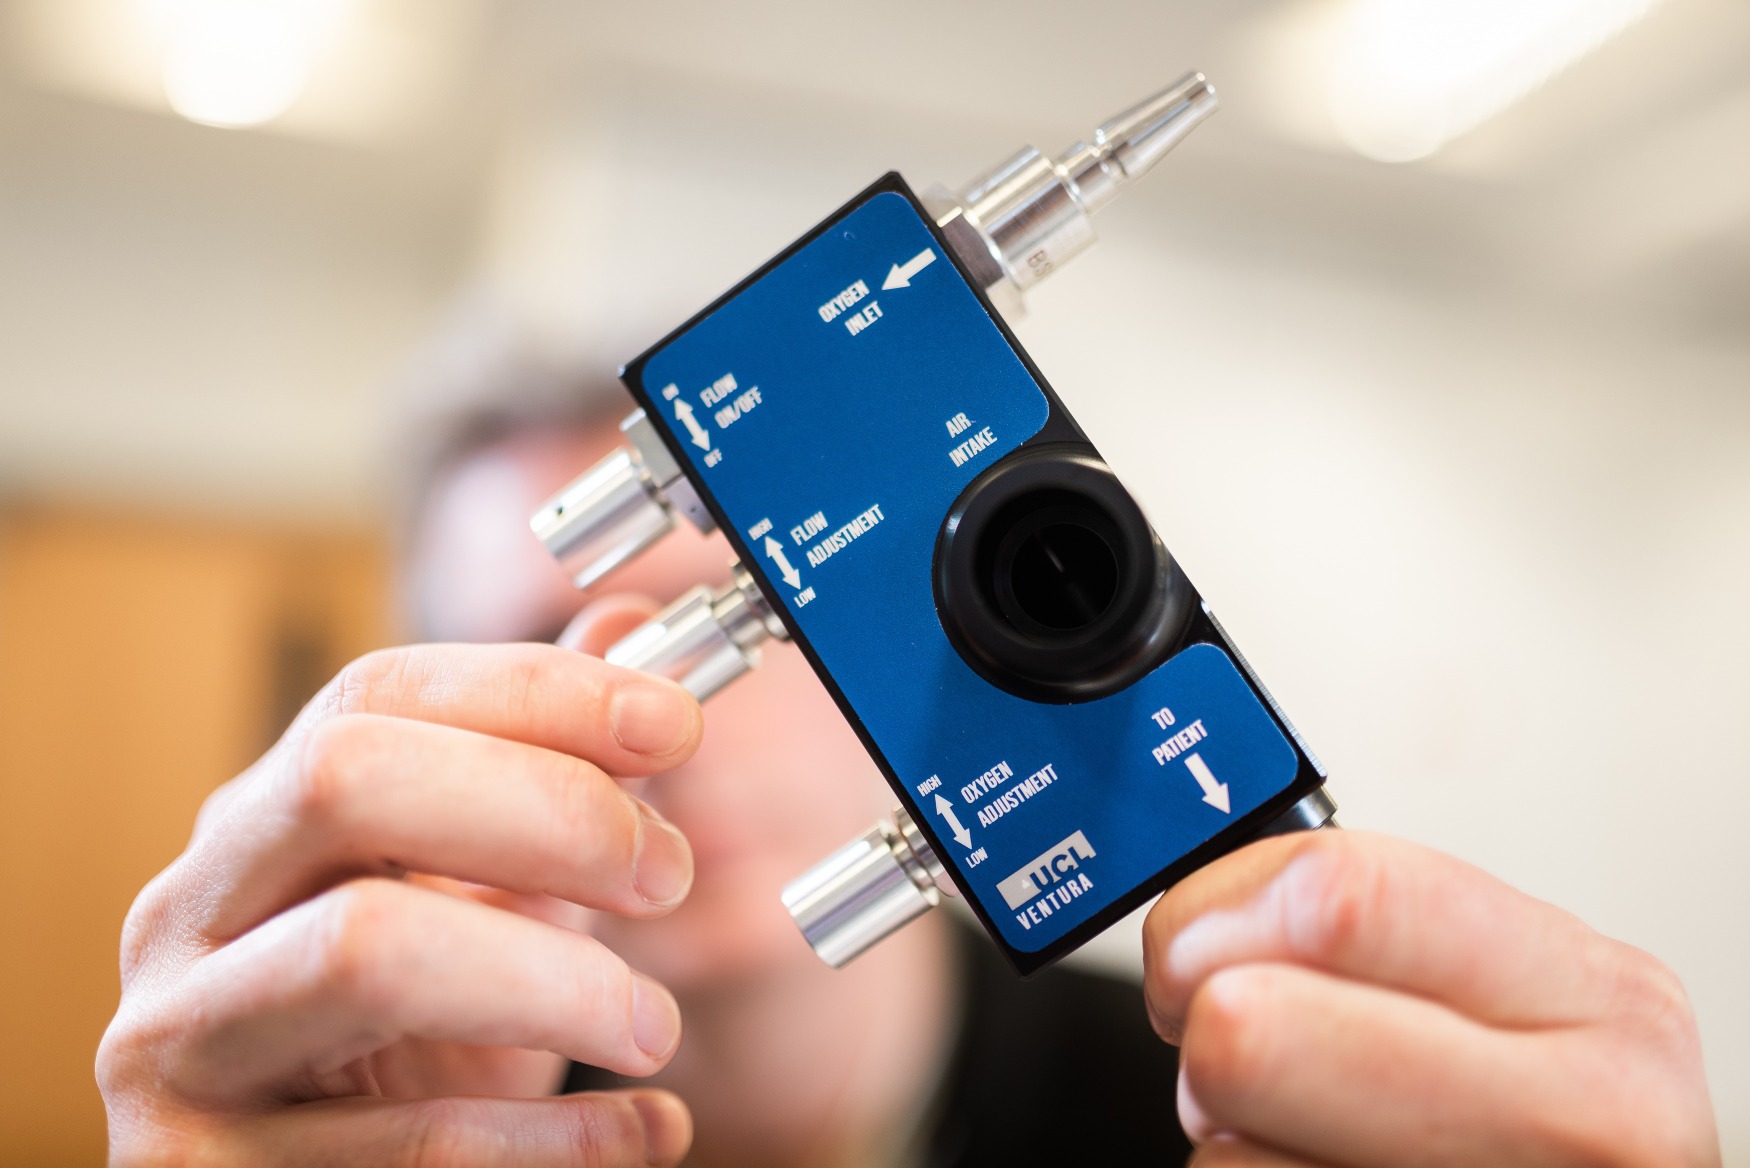 BS
OXYGEN
INLET
ON
FLOW
ON/OFF
OFF
AIR
INTAKE
HIGH
FLOW
ADJUSTMENT
LOW
TO
PATIENT
HIGH
OXYGEN
ADJUSTMENT
LOW
UCL
VENTURA